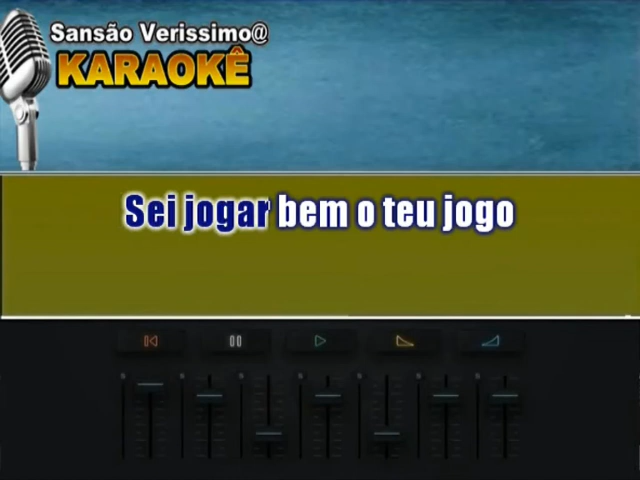 Sansão Verissimo@
KARAOKÊ
Sei jogar bem o teu jogo
S S S S S S S